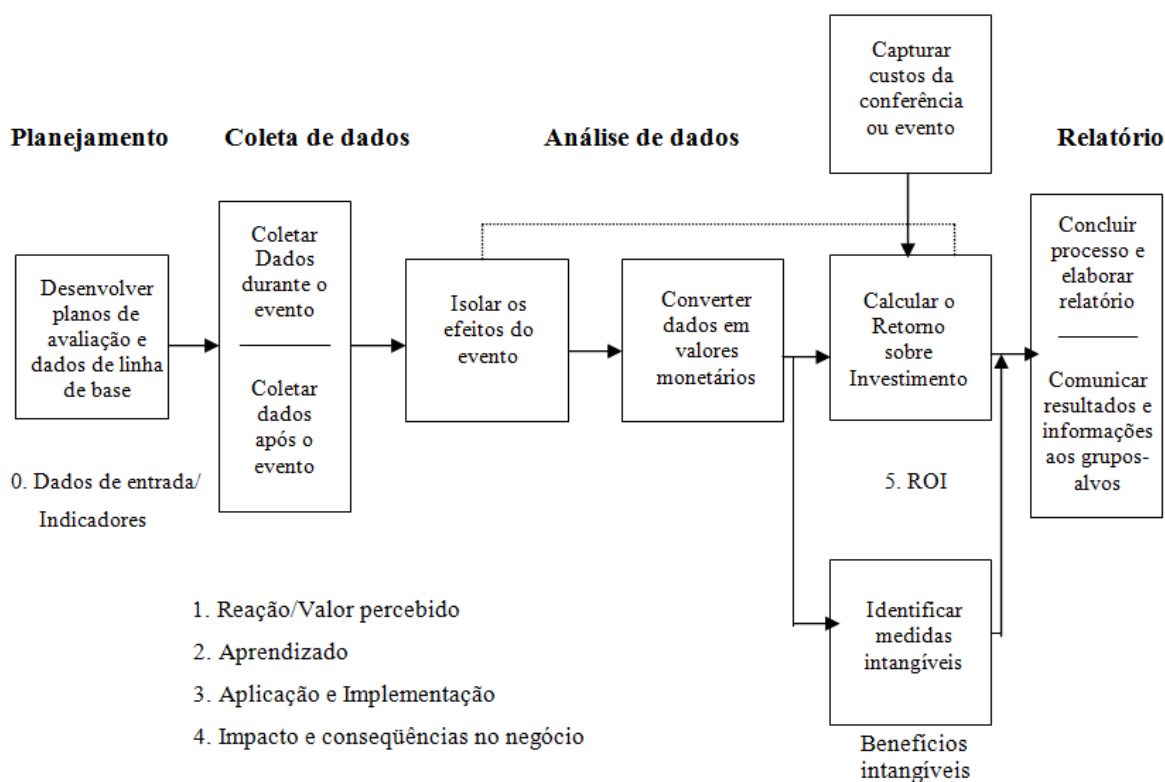 Capturar
custos da
conferência
ou evento
Planejamento
Coleta de dados
Análise de dados
Relatório
Desenvolver
planos de
avaliação e
dados de linha
de base
Coletar
Dados
durante o
evento
Coletar
dados
após o
evento
Isolar os
efeitos do
evento
Converter
dados em
valores
monetários
Calcular o
Retorno
sobre
Investimento
Concluir
processo e
elaborar
relatório
Comunicar
resultados e
informações
aos grupos-
alvos
0. Dados de entrada/
Indicadores
5. ROI
1. Reação/Valor percebido
2. Aprendizado
3. Aplicação e Implementação
4. Impacto e conseqüências no negócio
Identificar
medidas
intangíveis
Benefícios
intangíveis